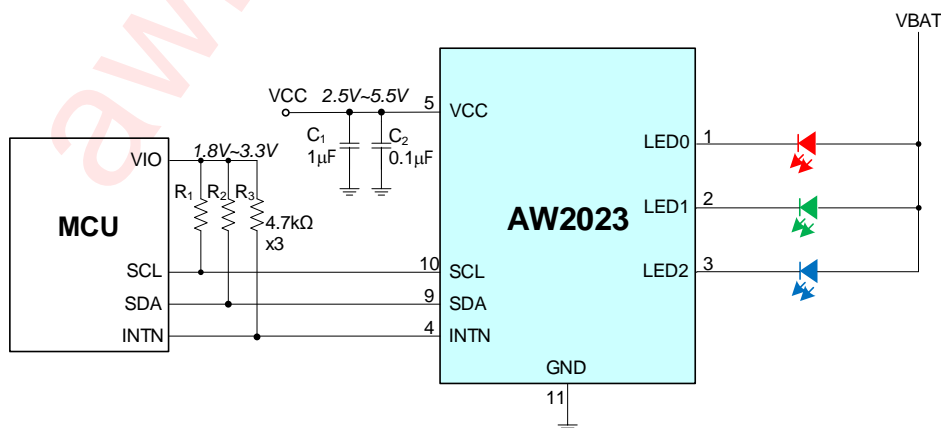 aw
VBAT
VCC 2.5V~5.5V
5 VCC
C1
1μF
C2
0.1μF
LED0 1
VIO 1.8V~3.3V
R1 R2 R3
4.7kΩ
x3
MCU
AW2023
LED1 2
LED2 3
SCL 10 SCL
SDA 9 SDA
INTN 4 INTN
GND
11